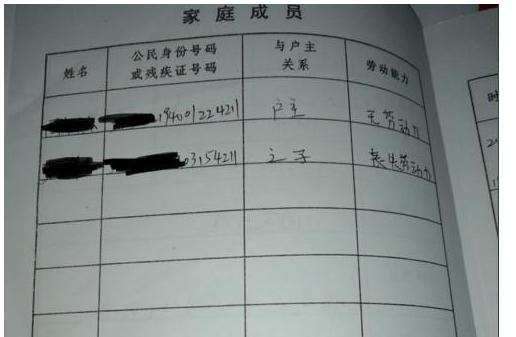 家庭成员
姓名
公民身份号码
或残疾证号码
与户主
关系
劳动能力
194001224211 户主 无劳动力
03154211 之子 丧失劳动力
时